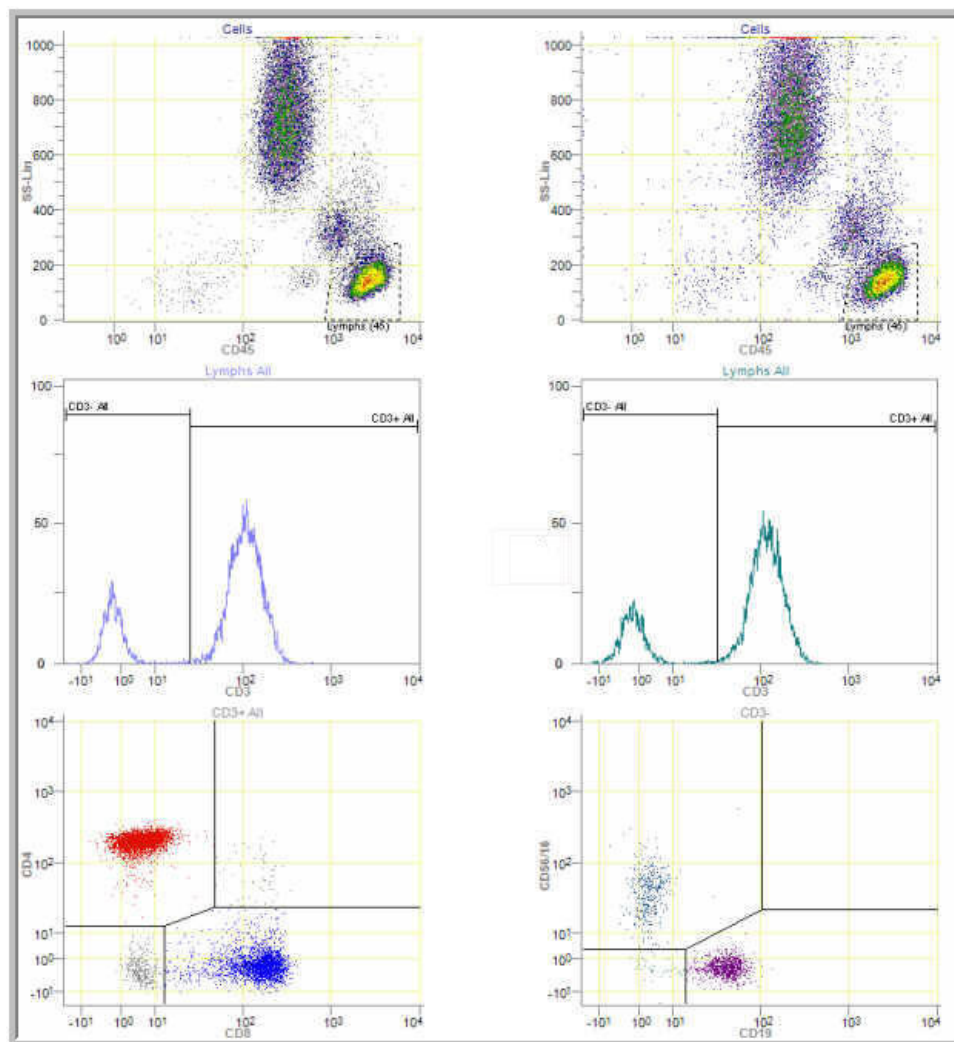 Cells
1000
800
600
400
200
0
SS-Lin
Lymphs (45)
10⁰ 10¹ 10² 10³ 10⁴
CD45
Cells
1000
800
600
400
200
0
SS-Lin
Lymphs (45)
10⁰ 10¹ 10² 10³ 10⁴
CD45
Lymphs All
100
50
0
CD3- All
CD3+ All
-10¹ 10⁰ 10¹ 10² 10³ 10⁴
CD3
Lymphs All
100
50
0
CD3- All
CD3+ All
-10¹ 10⁰ 10¹ 10² 10³ 10⁴
CD3
CD3+ All
10⁴
10³
10²
10¹
10⁰
-10¹
CD4
-10¹ 10⁰ 10¹ 10² 10³ 10⁴
CD8
CD3-
10⁴
10³
10²
10¹
10⁰
-10¹
CD56/16
-10¹ 10⁰ 10¹ 10² 10³ 10⁴
CD19